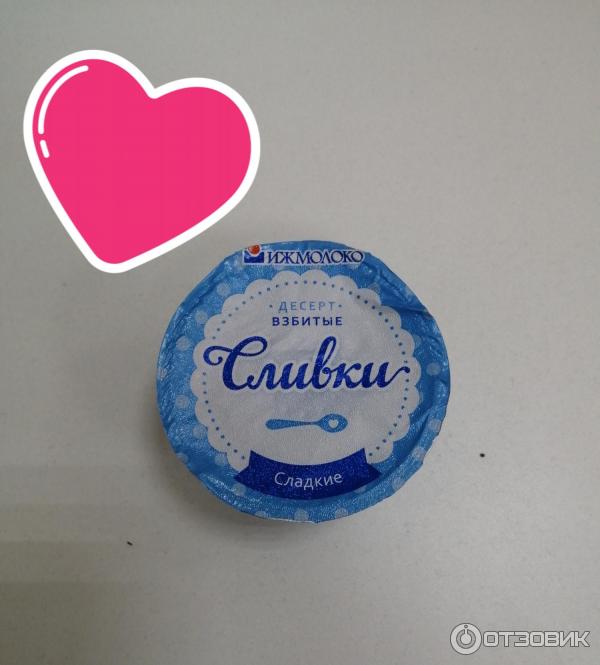 ИЖМОЛОКО
ДЕСЕРТ
ВЗБИТЫЕ
Сливки
Сладкие
ОТЗОВИК